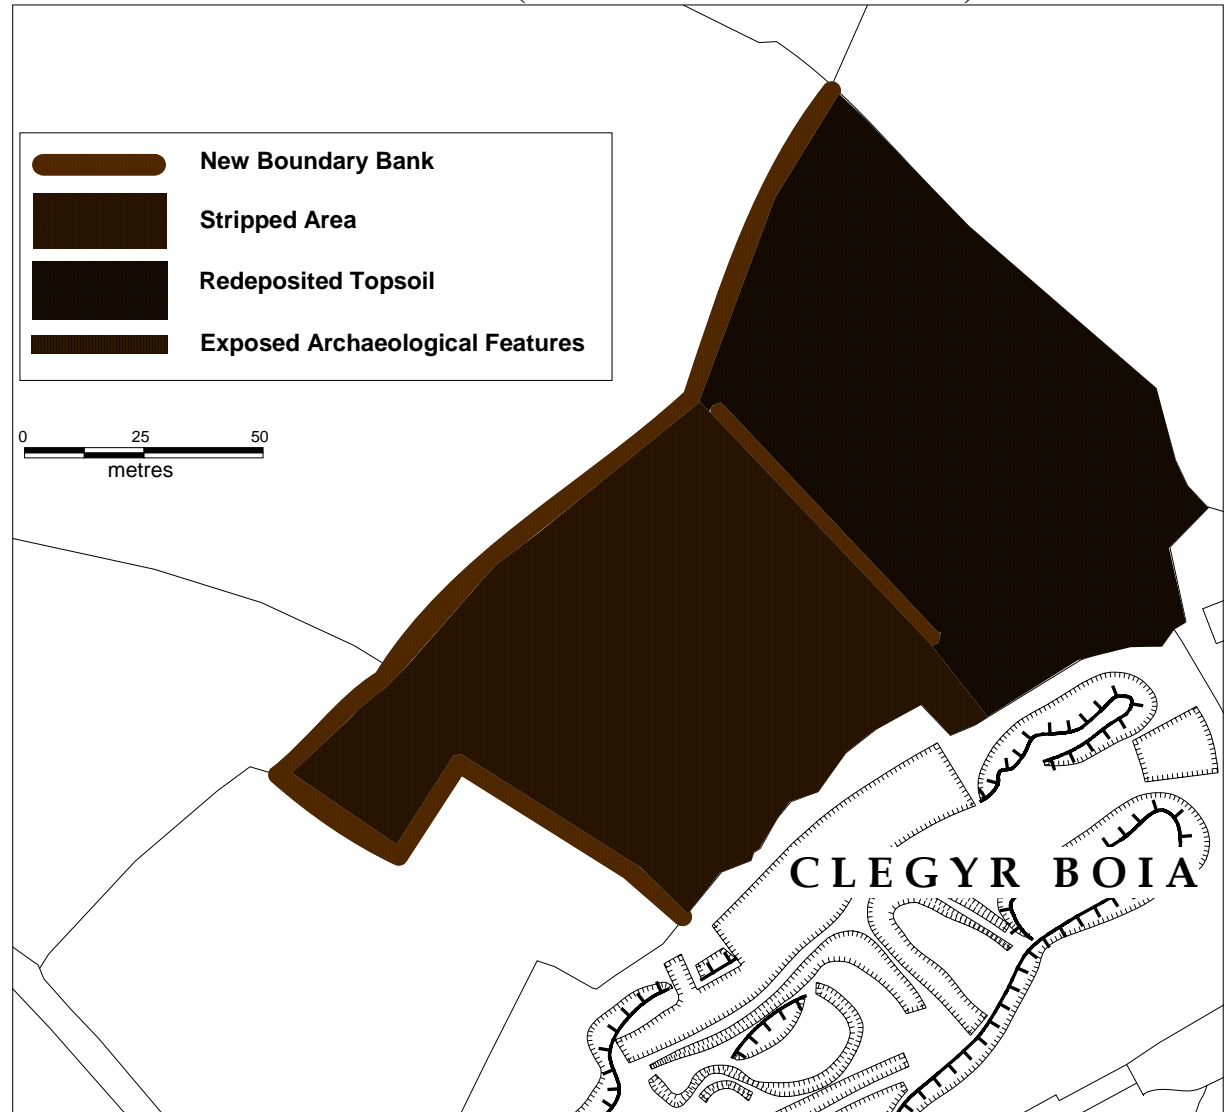 New Boundary Bank
Stripped Area
Redeposited Topsoil
Exposed Archaeological Features
0 25 50
metres
CLEGYR BOIA